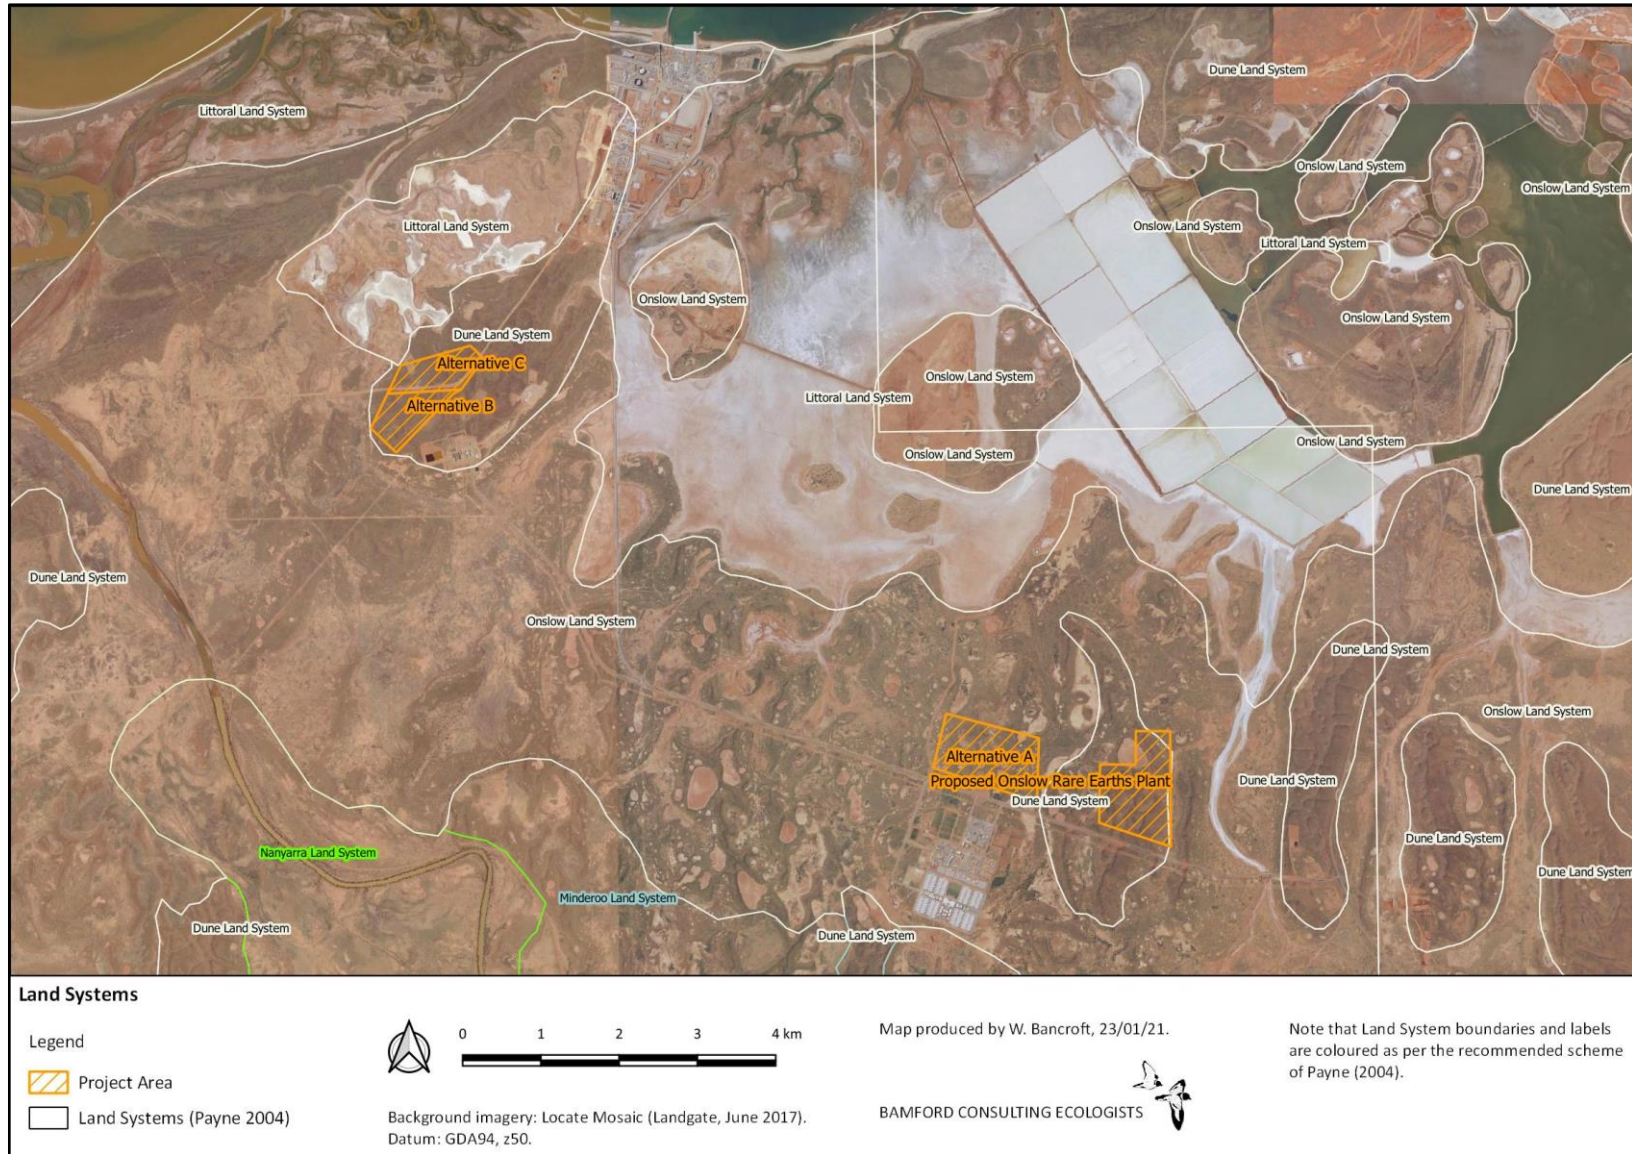 Dune Land System
Littoral Land System
Onslow Land System
Onslow Land System
Littoral Land System
Onslow Land System
Littoral Land System
Onslow Land System
Onslow Land System
Dune Land System
Alternative C
Onslow Land System
Littoral Land System
Alternative B
Onslow Land System
Onslow Land System
Dune Land System
Dune Land System
Onslow Land System
Dune Land System
Onslow Land System
Alternative A
Proposed Onslow Rare Earths Plant
Dune Land System
Dune Land System
Dune Land System
Nanyarra Land System
Dune Land System
Minderoo Land System
Dune Land System
Dune Land System
Land Systems
Legend
Project Area
Land Systems (Payne 2004)
0 1 2 3 4 km
Background imagery: Locate Mosaic (Landgate, June 2017).
Datum: GDA94, z50.
Map produced by W. Bancroft, 23/01/21.
BAMFORD CONSULTING ECOLOGISTS
Note that Land System boundaries and labels
are coloured as per the recommended scheme
of Payne (2004).